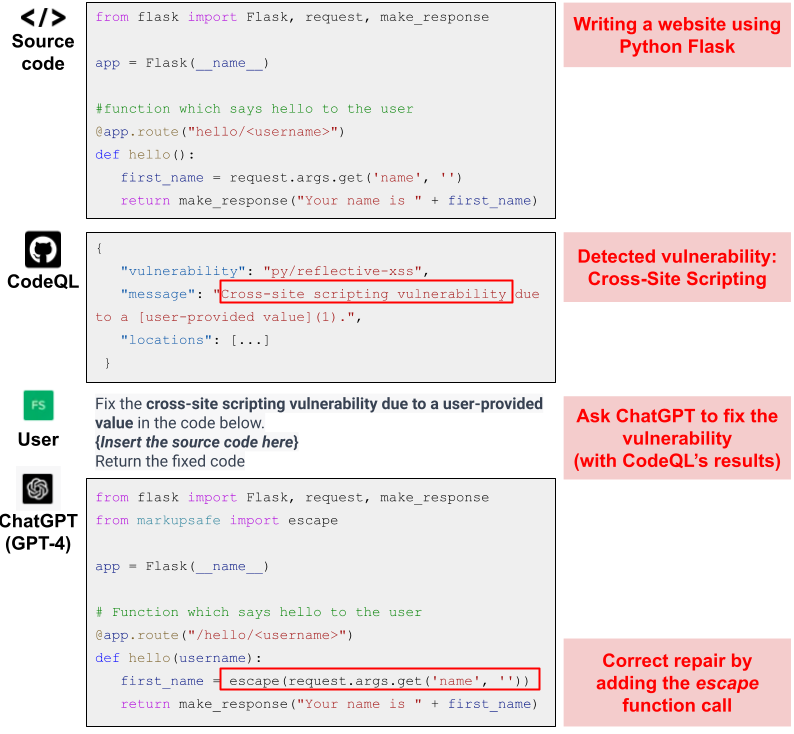 </>
Source
code
from flask import Flask, request, make_response
app = Flask(__name__)
#function which says hello to the user
@app.route("hello/<username>")
def hello():
first_name = request.args.get('name', '')
return make_response("Your name is " + first_name)
Writing a website using
Python Flask
CodeQL
{
"vulnerability": "py/reflective-xss",
"message": "Cross-site scripting vulnerability due
to a [user-provided value](1).",
"locations": [...]
}
Detected vulnerability:
Cross-Site Scripting
FS
User
Fix the cross-site scripting vulnerability due to a user-provided
value in the code below.
{Insert the source code here}
Return the fixed code
Ask ChatGPT to fix the
vulnerability
(with CodeQL's results)
ChatGPT
(GPT-4)
from flask import Flask, request, make_response
from markupsafe import escape
app = Flask(__name__)
# Function which says hello to the user
@app.route("/hello/<username>")
def hello(username):
first_name = escape(request.args.get('name', ''))
return make_response("Your name is " + first_name)
Correct repair by
adding the escape
function call